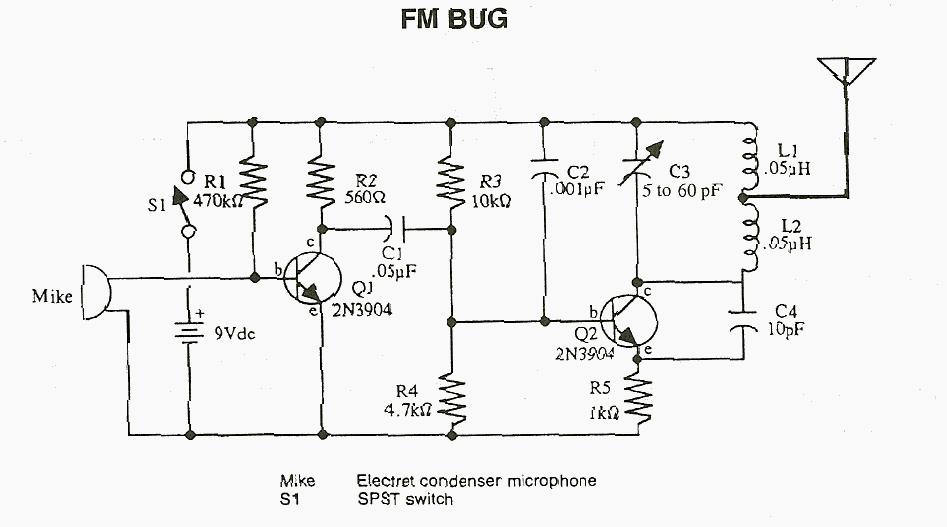 FM BUG
R1
470kΩ
R2
560Ω
R3
10kΩ
C2
.001µF
C3
5 to 60 pF
L1
.05µH
S1
c
C1
.05µF
L2
.05µH
b
Q1
2N3904
e
Mike
+
9Vdc
c
b
Q2
2N3904
e
C4
10pF
R4
4.7kΩ
R5
1kΩ
Mike Electret condenser microphone
S1 SPST switch